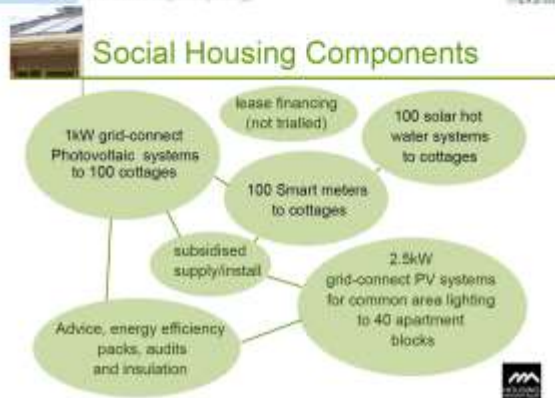 Social Housing Components
lease financing
(not trialled)
1kW grid-connect
Photovoltaic systems
to 100 cottages
100 solar hot
water systems
to cottages
100 Smart meters
to cottages
subsidised
supply/install
2.5kW
grid-connect PV systems
for common area lighting
to 40 apartment
blocks
Advice, energy efficiency
packs, audits
and insulation
HOUSING